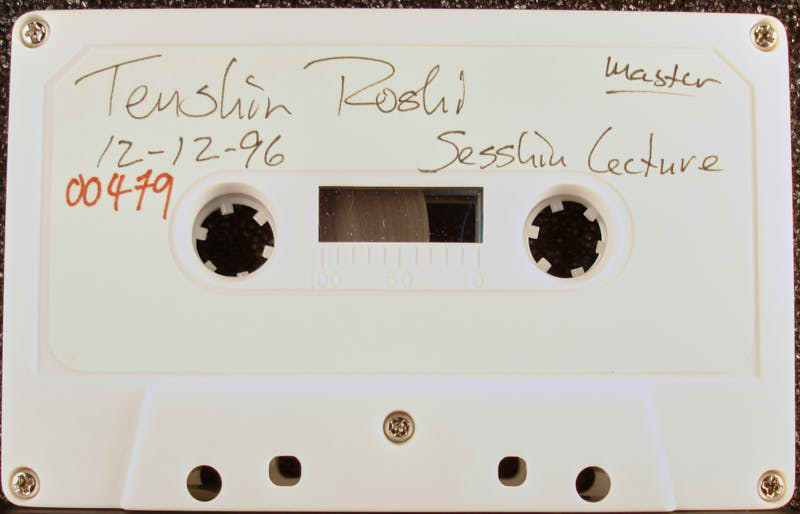 Tenshin Roshi
Master
12-12-96
Sesshin Lecture
00479
100 50 0